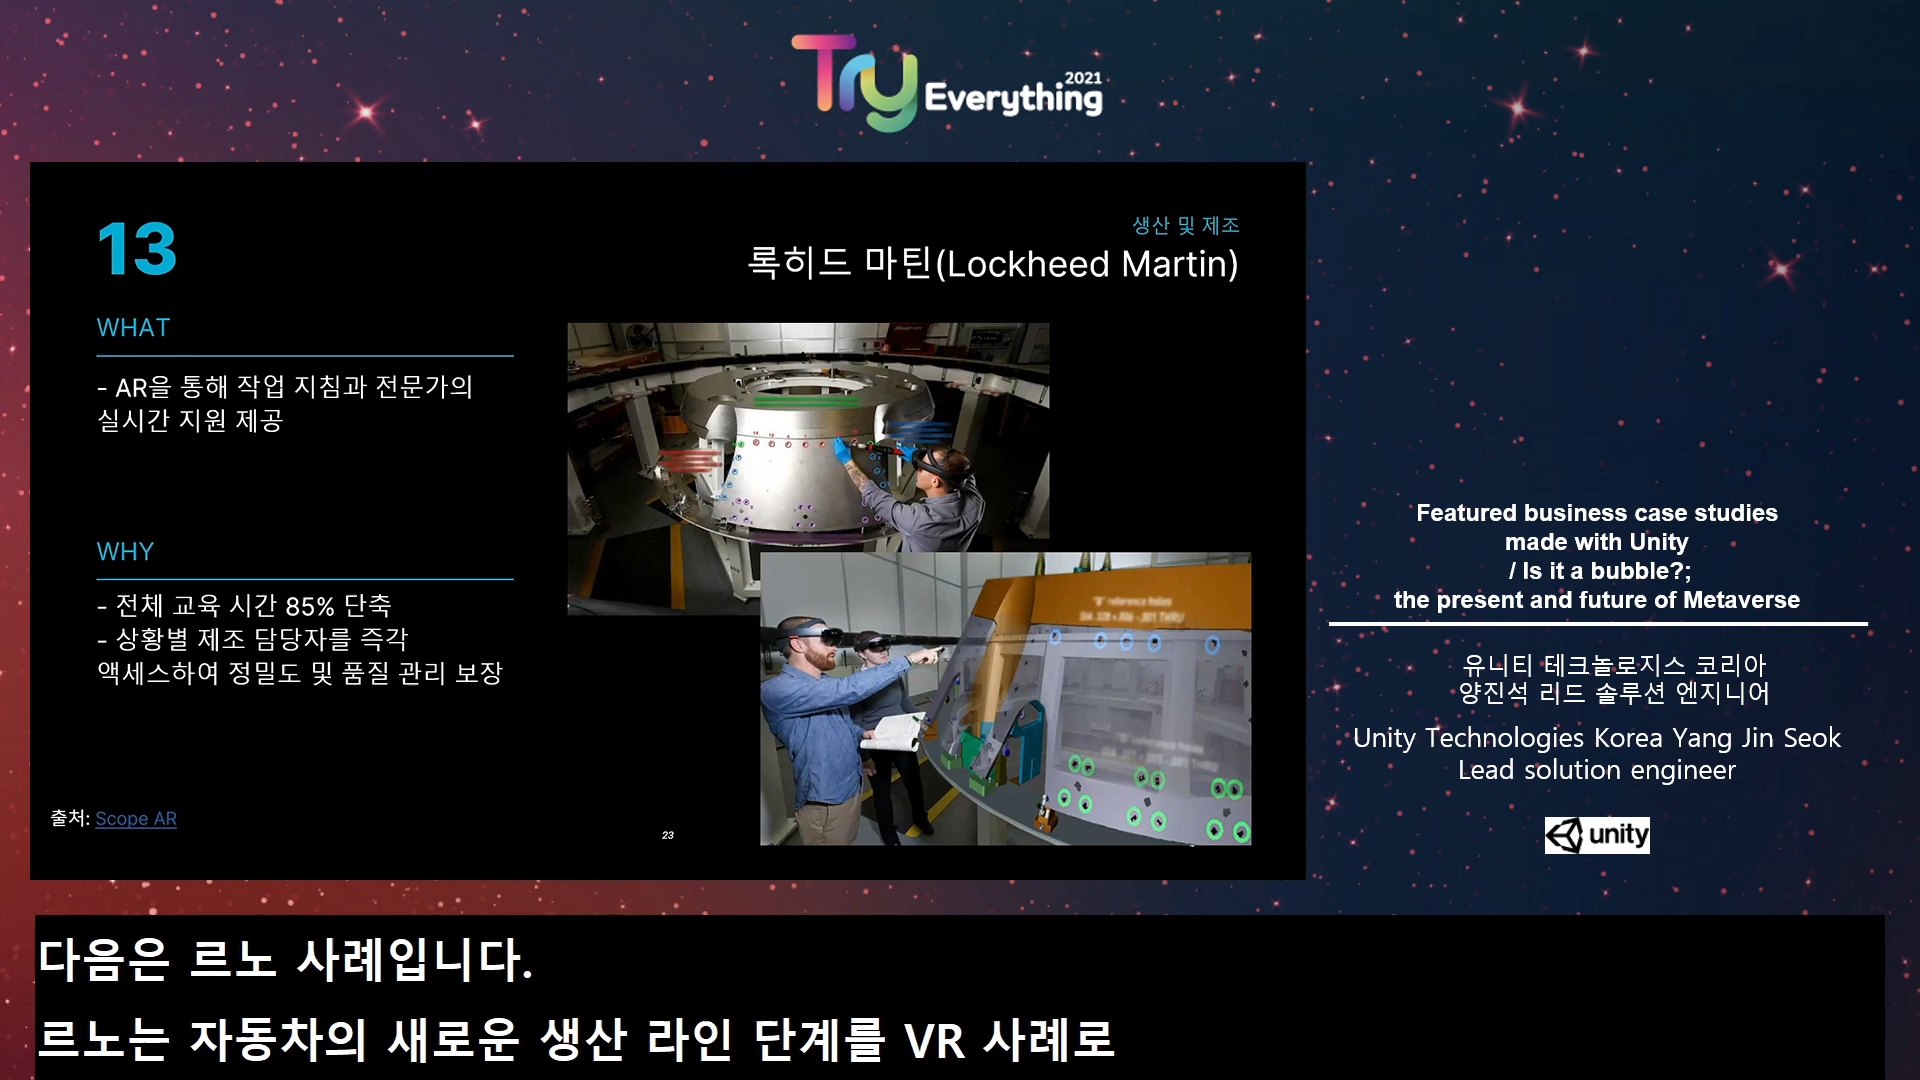 Try Everything 2021
13
생산 및 제조
록히드 마틴(Lockheed Martin)
WHAT
- AR을 통해 작업 지침과 전문가의
실시간 지원 제공
WHY
- 전체 교육 시간 85% 단축
- 상황별 제조 담당자를 즉각
액세스하여 정밀도 및 품질 관리 보장
출처: Scope AR
23
Featured business case studies
made with Unity
/ Is it a bubble?;
the present and future of Metaverse
유니티 테크놀로지스 코리아
양진석 리드 솔루션 엔지니어
Unity Technologies Korea Yang Jin Seok
Lead solution engineer
unity
다음은 르노 사례입니다.
르노는 자동차의 새로운 생산 라인 단계를 VR 사례로